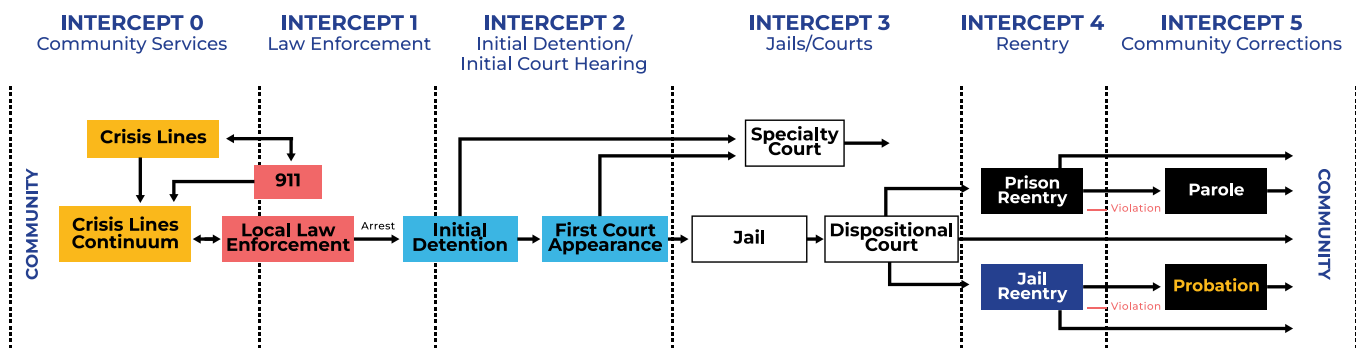 INTERCEPT 0
Community Services
INTERCEPT 1
Law Enforcement
INTERCEPT 2
Initial Detention/
Initial Court Hearing
INTERCEPT 3
Jails/Courts
INTERCEPT 4
Reentry
INTERCEPT 5
Community Corrections
COMMUNITY
Crisis Lines
911
Crisis Lines
Continuum
Local Law
Enforcement
Arrest
Initial
Detention
First Court
Appearance
Specialty
Court
Jail
Dispositional
Court
Prison
Reentry
Violation
Parole
Jail
Reentry
Violation
Probation
COMMUNITY